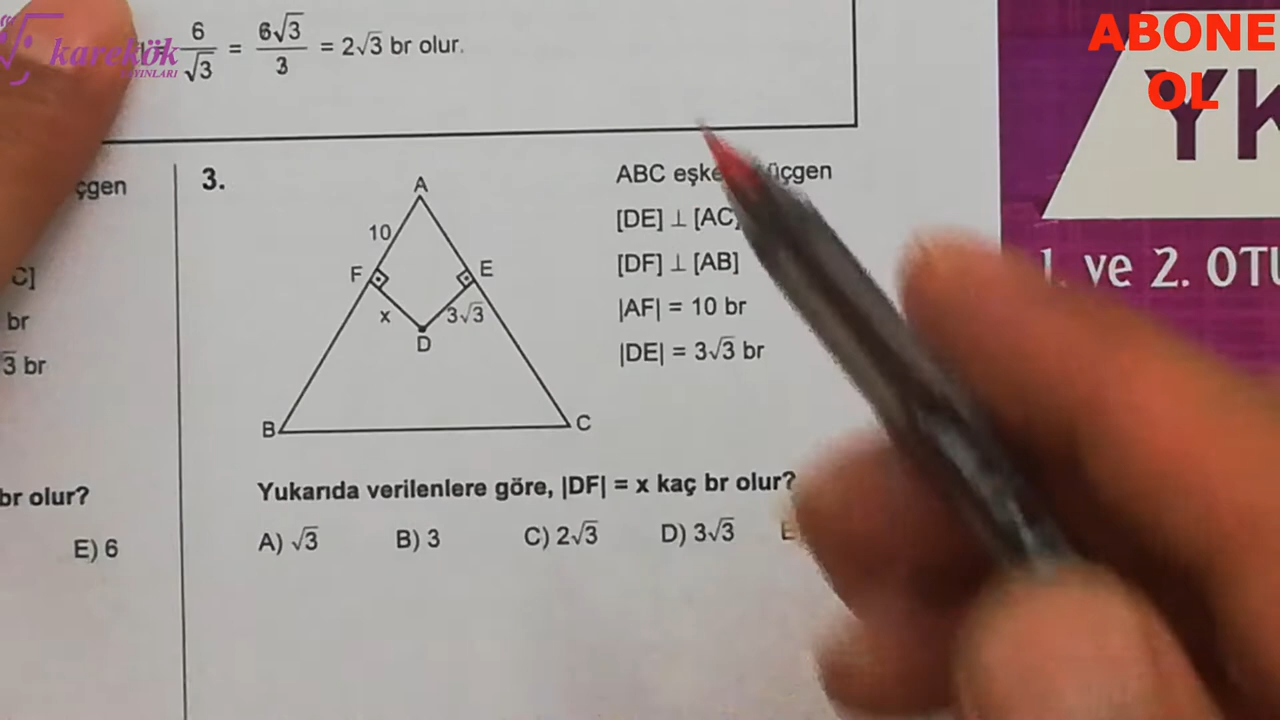 karekök
YAYINLARI
6/√3 = 6√3/3 = 2√3 br olur.
ABONE
OL
YK
1. ve 2. OTU
çgen
C]
br
√3 br
br olur?
E) 6
3.
A
10
F
E
x
3√3
D
B
C
ABC üçgen
[DE] ⊥ [AC]
[DF] ⊥ [AB]
|AF| = 10 br
|DE| = 3√3 br
Yukarıda verilenlere göre, |DF| = x kaç br olur?
A) √3 B) 3 C) 2√3 D) 3√3